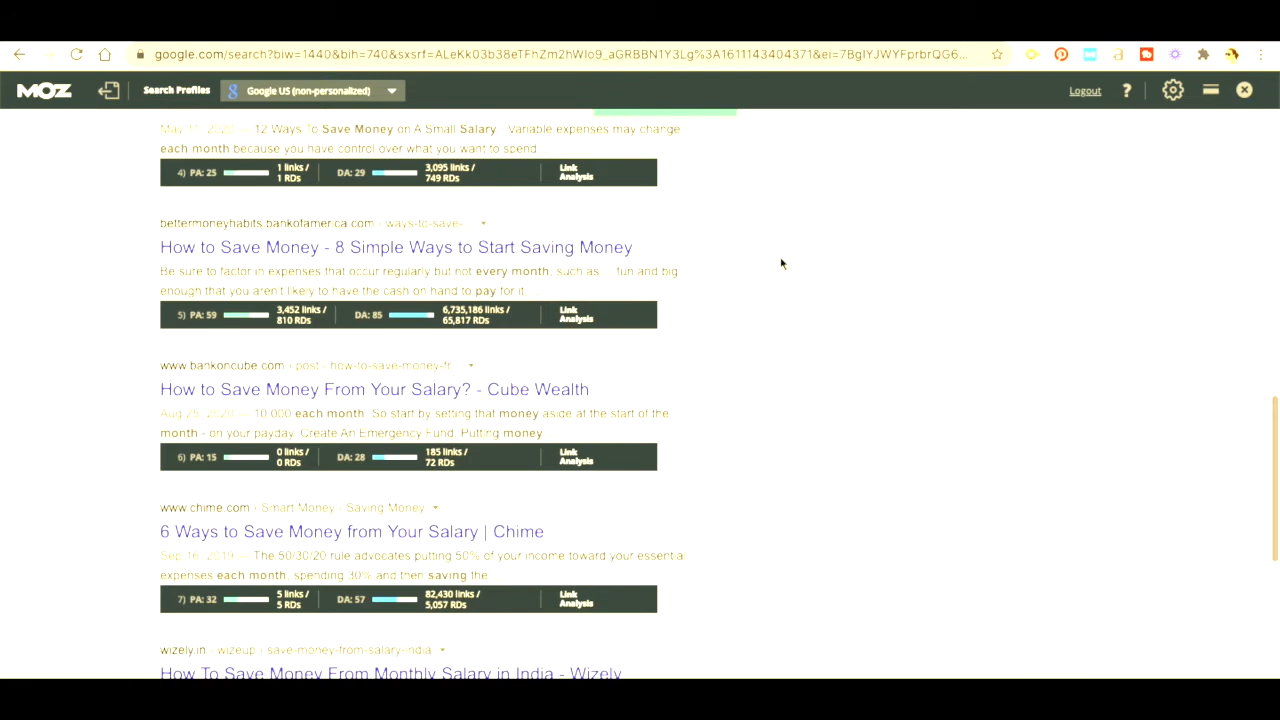 google.com/search?biw=1440&bih=740&sxsrf=ALeKk03b38eTFhZm2hWIo9_aGRBBN1Y3Lg%3A1611143404371&ei=7BgIYJWYFprbrQG6...
MOZ Search Profiles Google US (non-personalized) Logout ?
May 11, 2020 — 12 Ways To Save Money on A Small Salary · Variable expenses may change
each month because you have control over what you want to spend
4) PA: 25 1 links / 1 RDs DA: 29 3,095 links / 749 RDs Link Analysis
bettermoneyhabits.bankofamerica.com › ways-to-save-
How to Save Money - 8 Simple Ways to Start Saving Money
Be sure to factor in expenses that occur regularly but not every month, such as ... fun and big
enough that you aren't likely to have the cash on hand to pay for it.
5) PA: 59 3,452 links / 810 RDs DA: 85 6,735,186 links / 65,817 RDs Link Analysis
www.bankoncube.com › post › how-to-save-money-fr
How to Save Money From Your Salary? - Cube Wealth
Aug 25, 2020 — 10,000 each month. So start by setting that money aside at the start of the
month - on your payday. Create An Emergency Fund. Putting money
6) PA: 15 0 links / 0 RDs DA: 28 185 links / 72 RDs Link Analysis
www.chime.com › Smart Money › Saving Money
6 Ways to Save Money from Your Salary | Chime
Sep 16, 2019 — The 50/30/20 rule advocates putting 50% of your income toward your essential
expenses each month, spending 30% and then saving the
7) PA: 32 5 links / 5 RDs DA: 57 82,430 links / 5,057 RDs Link Analysis
wizely.in › wizeup › save-money-from-salary-india
How To Save Money From Monthly Salary in India - Wizely